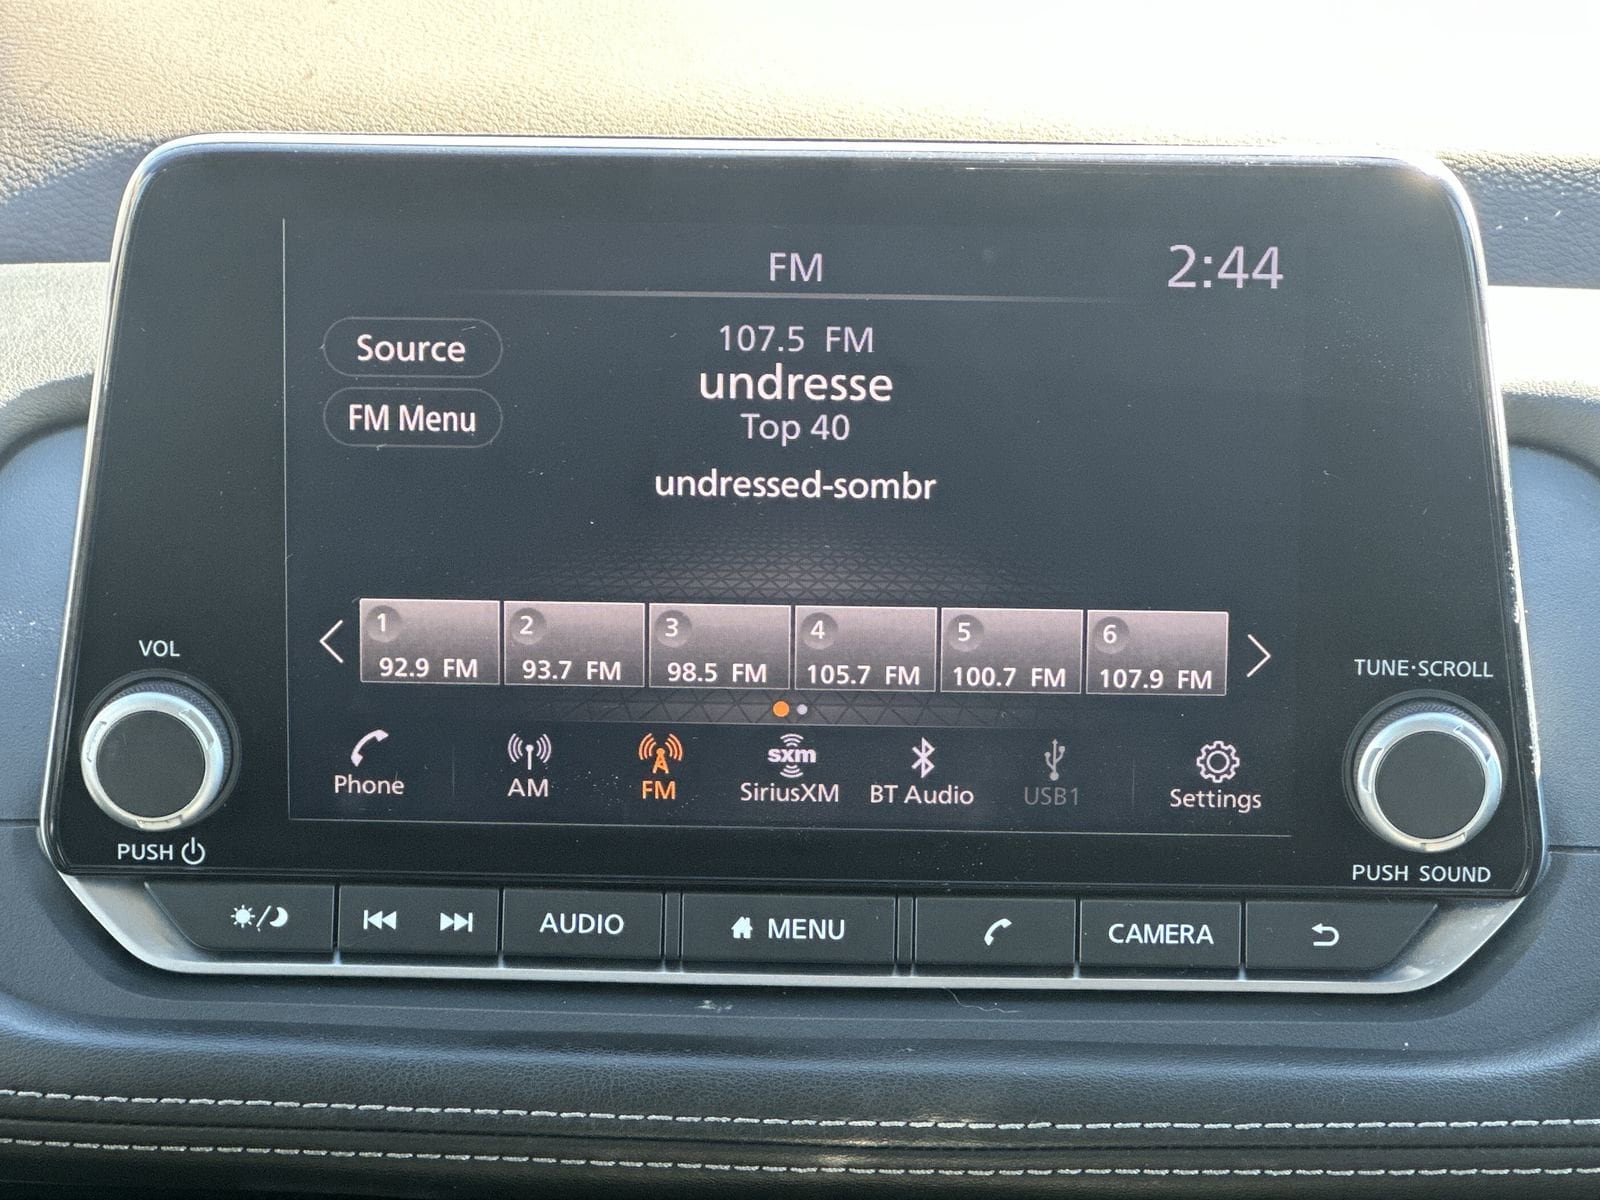 FM
2:44
Source
107.5 FM
undresse
FM Menu
Top 40
undressed-sombr
1
92.9 FM
2
93.7 FM
3
98.5 FM
4
105.7 FM
5
100.7 FM
6
107.9 FM
VOL
TUNE·SCROLL
Phone
AM
FM
sxm
SiriusXM
BT Audio
USB1
Settings
PUSH
PUSH SOUND
AUDIO
MENU
CAMERA